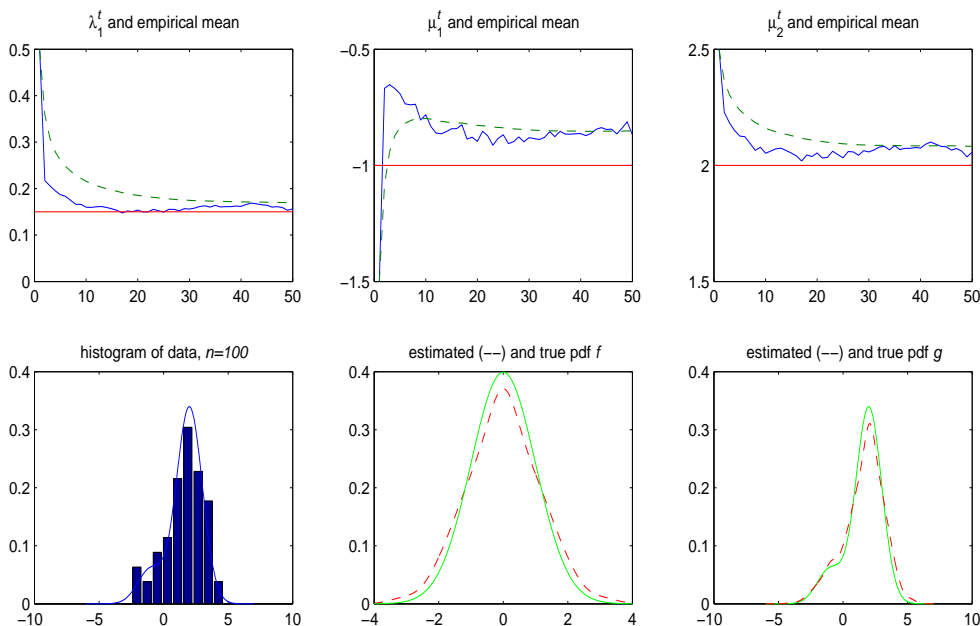 λ₁ᵗ and empirical mean
0.5
0.4
0.3
0.2
0.1
0
0 10 20 30 40 50
μ₁ᵗ and empirical mean
−0.5
−1
−1.5
0 10 20 30 40 50
μ₂ᵗ and empirical mean
2.5
2
1.5
0 10 20 30 40 50
histogram of data, n=100
0.4
0.3
0.2
0.1
0
−10 −5 0 5 10
estimated (−−) and true pdf f
0.4
0.3
0.2
0.1
0
−4 −2 0 2 4
estimated (−−) and true pdf g
0.4
0.3
0.2
0.1
0
−10 −5 0 5 10